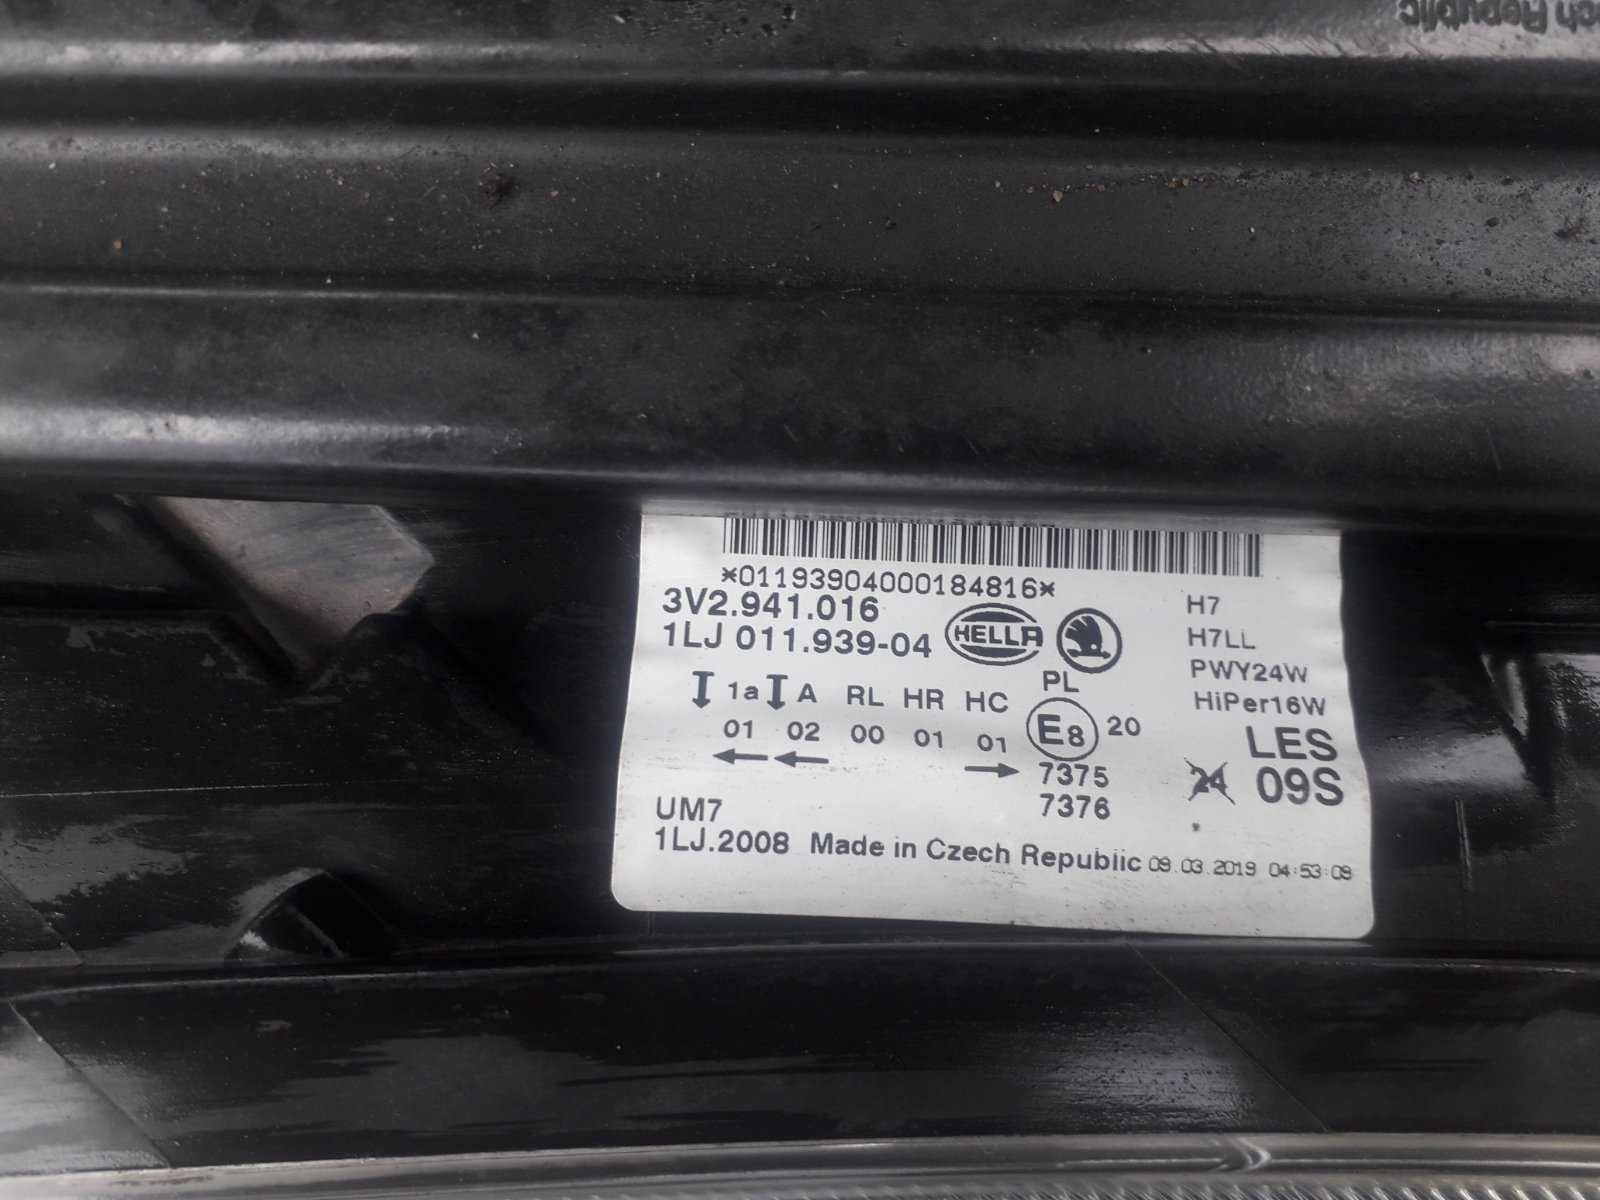 ch Republic
*01193904000184816*
3V2.941.016
1LJ 011.939-04
HELLA
H7
H7LL
PWY24W
HiPer16W
1a A RL HR HC PL
01 02 00 01 01 E8 20
7375
7376
LES
24 09S
UM7
1LJ.2008 Made in Czech Republic 09.03.2019 04:53:09